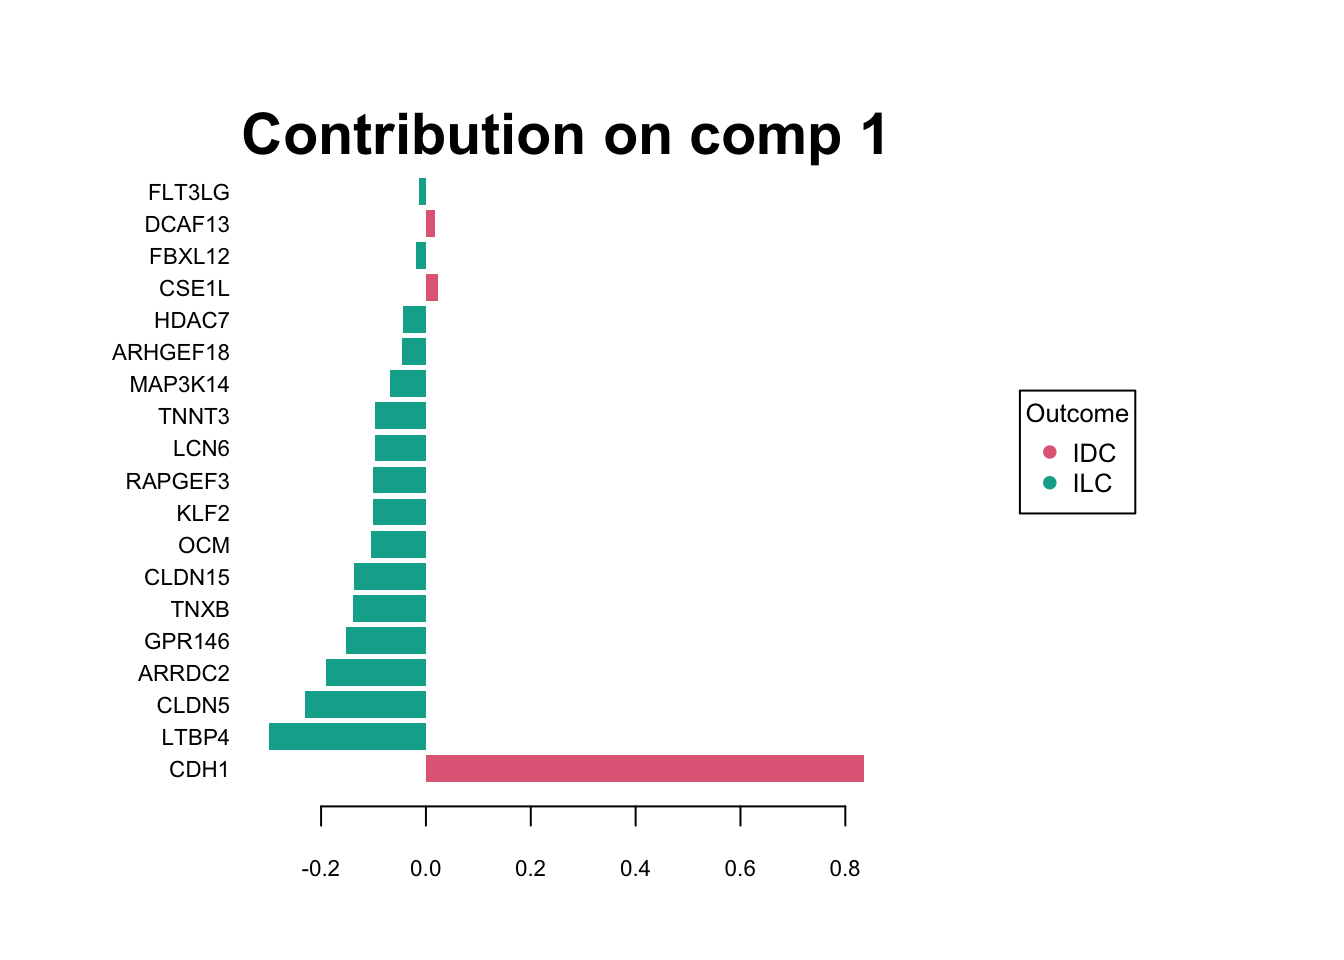 Contribution on comp 1
FLT3LG
DCAF13
FBXL12
CSE1L
HDAC7
ARHGEF18
MAP3K14
TNNT3
LCN6
RAPGEF3
KLF2
OCM
CLDN15
TNXB
GPR146
ARRDC2
CLDN5
LTBP4
CDH1
-0.2 0.0 0.2 0.4 0.6 0.8
Outcome
IDC
ILC